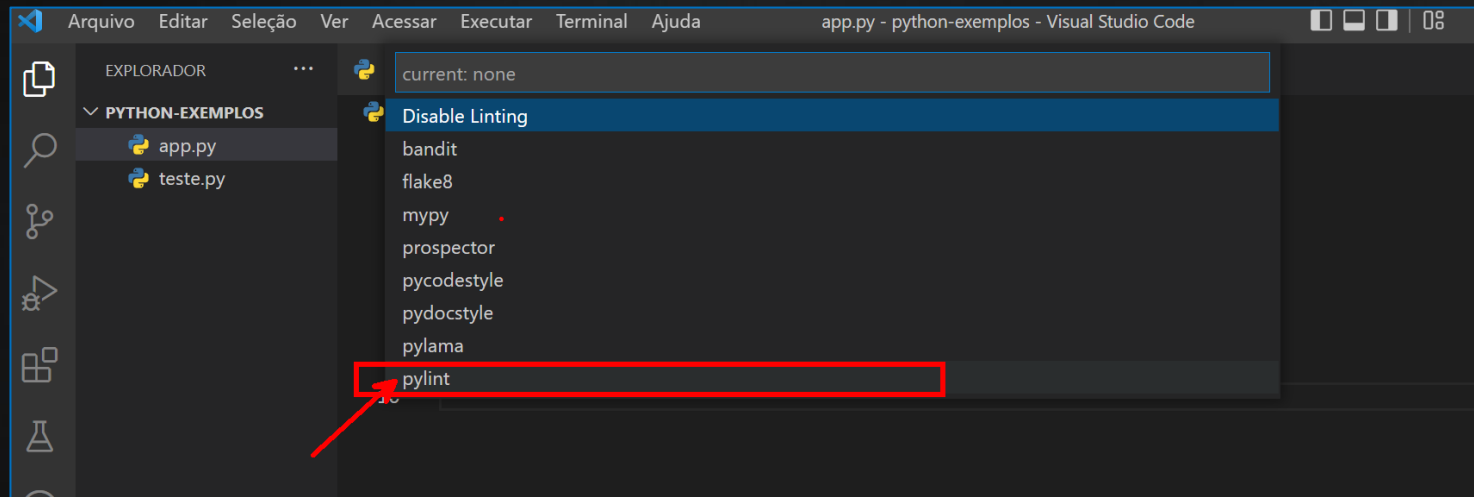 Arquivo Editar Seleção Ver Acessar Executar Terminal Ajuda app.py - python-exemplos - Visual Studio Code
EXPLORADOR ...
current: none
PYTHON-EXEMPLOS
Disable Linting
app.py
bandit
teste.py
flake8
mypy
prospector
pycodestyle
pydocstyle
pylama
pylint